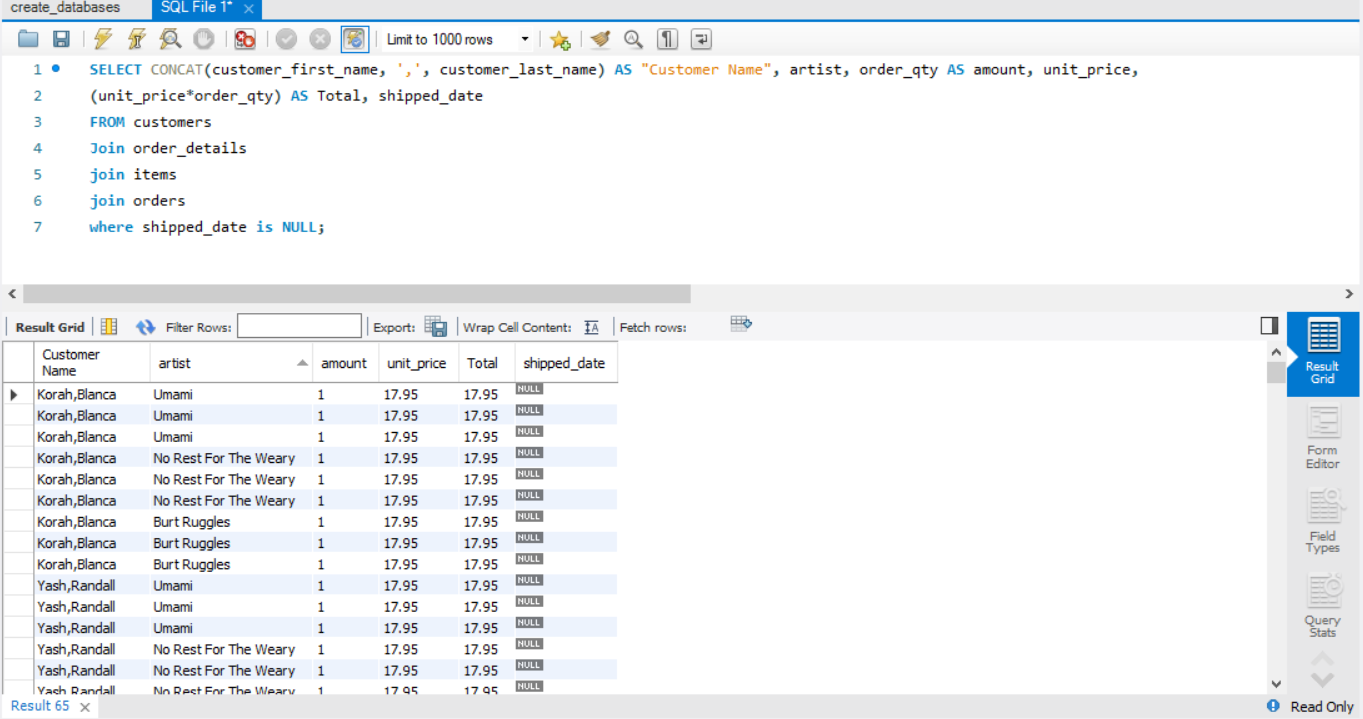 create_databases SQL File 1* ×
Limit to 1000 rows
1 SELECT CONCAT(customer_first_name, ',', customer_last_name) AS "Customer Name", artist, order_qty AS amount, unit_price,
2 (unit_price*order_qty) AS Total, shipped_date
3 FROM customers
4 Join order_details
5 join items
6 join orders
7 where shipped_date is NULL;
Result Grid Filter Rows: Export: Wrap Cell Content: Fetch rows:
Customer Name artist amount unit_price Total shipped_date
Korah,Blanca Umami 1 17.95 17.95 NULL
Korah,Blanca Umami 1 17.95 17.95 NULL
Korah,Blanca Umami 1 17.95 17.95 NULL
Korah,Blanca No Rest For The Weary 1 17.95 17.95 NULL
Korah,Blanca No Rest For The Weary 1 17.95 17.95 NULL
Korah,Blanca No Rest For The Weary 1 17.95 17.95 NULL
Korah,Blanca Burt Ruggles 1 17.95 17.95 NULL
Korah,Blanca Burt Ruggles 1 17.95 17.95 NULL
Korah,Blanca Burt Ruggles 1 17.95 17.95 NULL
Yash,Randall Umami 1 17.95 17.95 NULL
Yash,Randall Umami 1 17.95 17.95 NULL
Yash,Randall Umami 1 17.95 17.95 NULL
Yash,Randall No Rest For The Weary 1 17.95 17.95 NULL
Yash,Randall No Rest For The Weary 1 17.95 17.95 NULL
Yash,Randall No Rest For The Weary 1 17.95 17.95 NULL
Result
Grid
Form
Editor
Field
Types
Query
Stats
Result 65 × Read Only